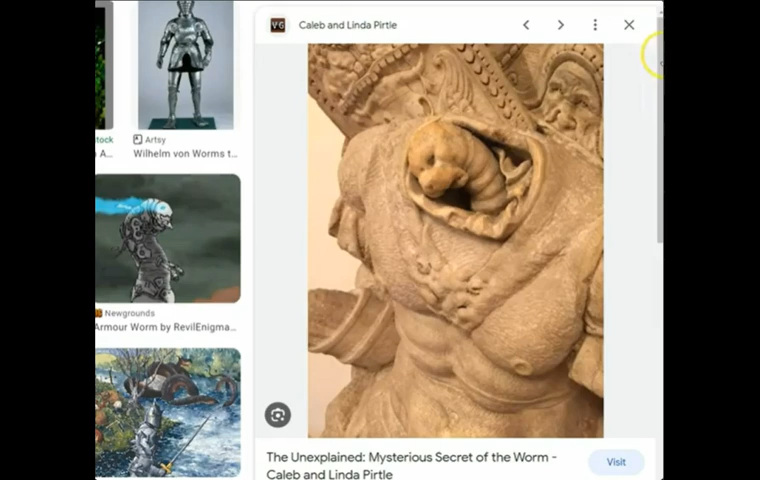 Caleb and Linda Pirtle
tock
Artsy
n A...
Wilhelm von Worms t...
Newgrounds
Armour Worm by RevilEnigma...
The Unexplained: Mysterious Secret of the Worm -
Caleb and Linda Pirtle
Visit